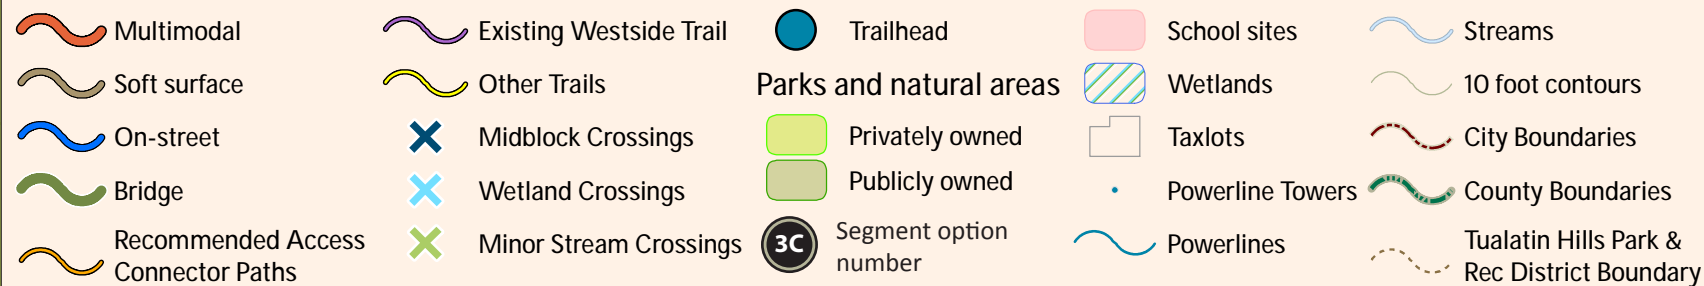 Multimodal
Soft surface
On-street
Bridge
Recommended Access
Connector Paths
Existing Westside Trail
Other Trails
Midblock Crossings
Wetland Crossings
Minor Stream Crossings
Trailhead
Parks and natural areas
Privately owned
Publicly owned
3C
Segment option
number
School sites
Wetlands
Taxlots
Powerline Towers
Powerlines
Streams
10 foot contours
City Boundaries
County Boundaries
Tualatin Hills Park &
Rec District Boundary